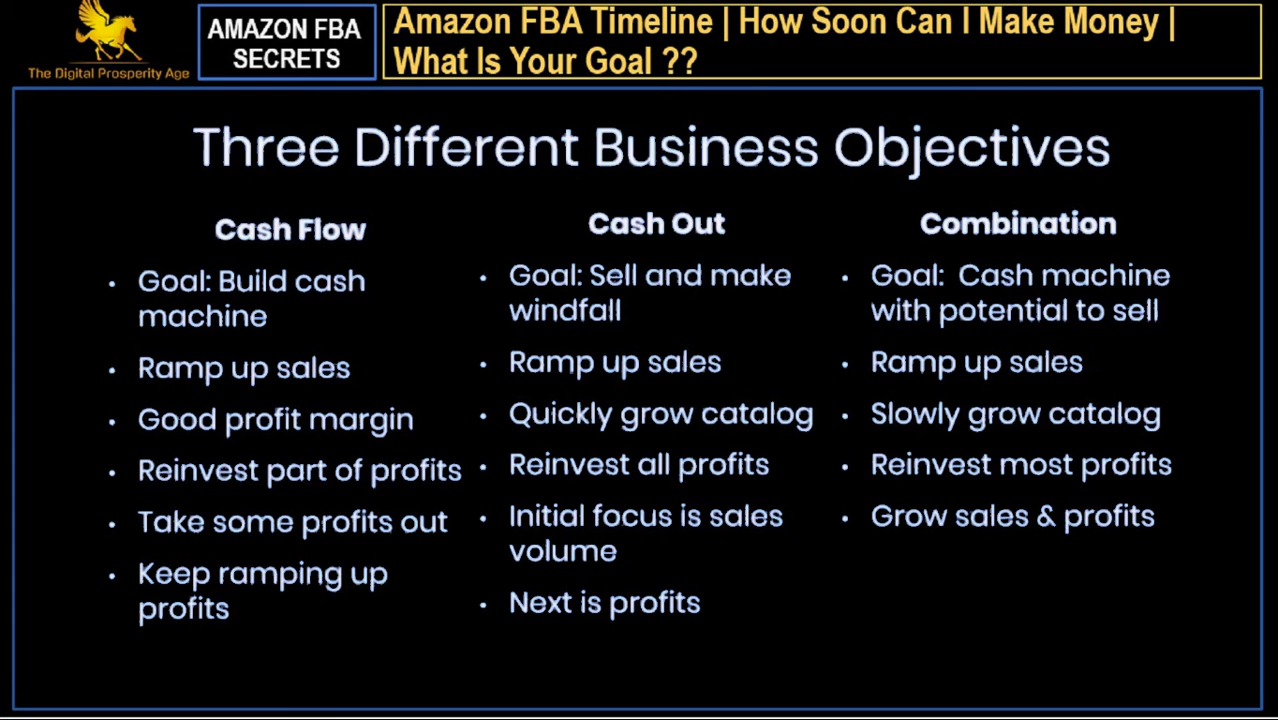 The Digital Prosperity Age
AMAZON FBA
SECRETS
Amazon FBA Timeline | How Soon Can I Make Money |
What Is Your Goal ??
Three Different Business Objectives
Cash Flow
• Goal: Build cash
machine
• Ramp up sales
• Good profit margin
• Reinvest part of profits
• Take some profits out
• Keep ramping up
profits
Cash Out
• Goal: Sell and make
windfall
• Ramp up sales
• Quickly grow catalog
• Reinvest all profits
• Initial focus is sales
volume
• Next is profits
Combination
• Goal:  Cash machine
with potential to sell
• Ramp up sales
• Slowly grow catalog
• Reinvest most profits
• Grow sales & profits